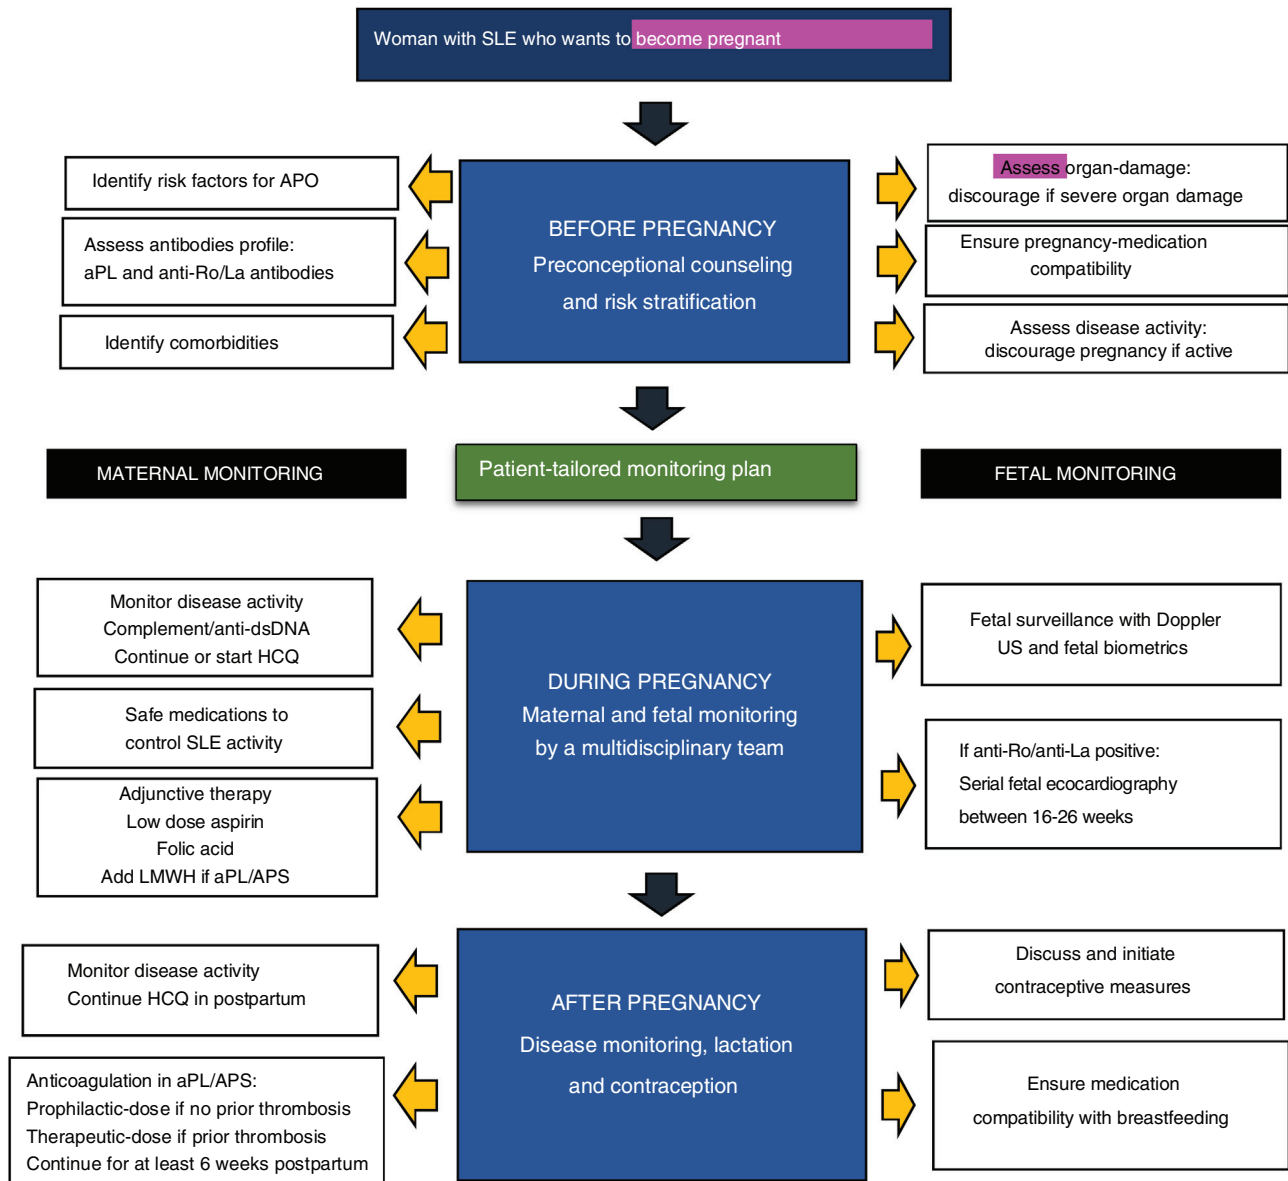 Woman with SLE who wants to become pregnant
Identify risk factors for APO
Assess antibodies profile:
aPL and anti-Ro/La antibodies
Identify comorbidities
BEFORE PREGNANCY
Preconceptional counseling
and risk stratification
Assess organ-damage:
discourage if severe organ damage
Ensure pregnancy-medication
compatibility
Assess disease activity:
discourage pregnancy if active
MATERNAL MONITORING
Patient-tailored monitoring plan
FETAL MONITORING
Monitor disease activity
Complement/anti-dsDNA
Continue or start HCQ
Safe medications to
control SLE activity
Adjunctive therapy
Low dose aspirin
Folic acid
Add LMWH if aPL/APS
DURING PREGNANCY
Maternal and fetal monitoring
by a multidisciplinary team
Fetal surveillance with Doppler
US and fetal biometrics
If anti-Ro/anti-La positive:
Serial fetal ecocardiography
between 16-26 weeks
Monitor disease activity
Continue HCQ in postpartum
Anticoagulation in aPL/APS:
Prophilactic-dose if no prior thrombosis
Therapeutic-dose if prior thrombosis
Continue for at least 6 weeks postpartum
AFTER PREGNANCY
Disease monitoring, lactation
and contraception
Discuss and initiate
contraceptive measures
Ensure medication
compatibility with breastfeeding